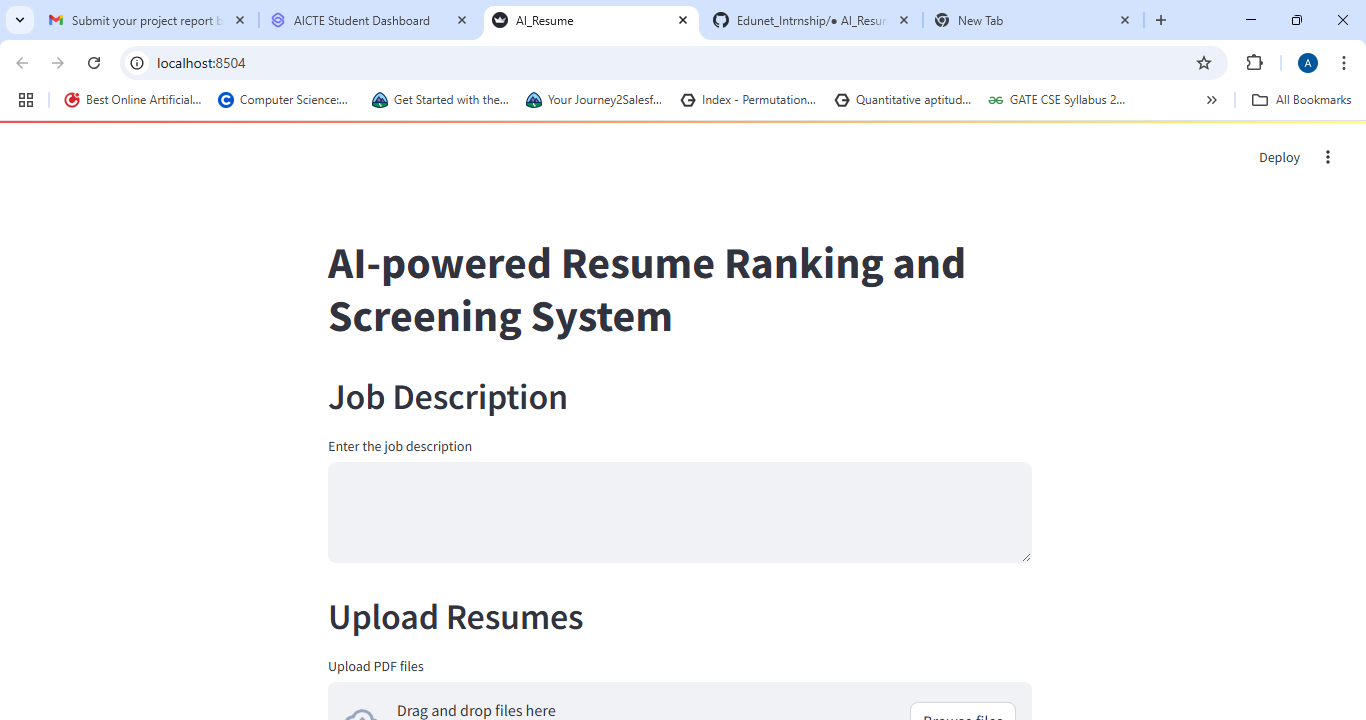 Submit your project report b
AICTE Student Dashboard
AI_Resume
Edunet_Intrnship/● AI_Resur
New Tab
localhost:8504
A
Best Online Artificial...
Computer Science:...
Get Started with the...
Your Journey2Salesf...
Index - Permutation...
Quantitative aptitud...
GATE CSE Syllabus 2...
All Bookmarks
Deploy
AI-powered Resume Ranking and
Screening System
Job Description
Enter the job description
Upload Resumes
Upload PDF files
Drag and drop files here
Browse files